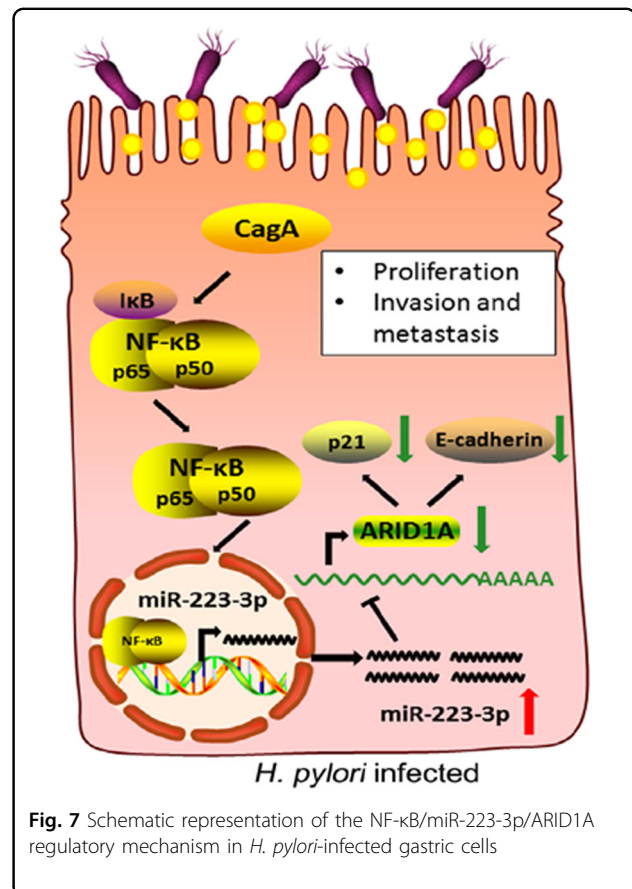 CagA
• Proliferation
• Invasion and
metastasis
IκB
NF-κB
p65 p50
NF-κB
p65 p50
p21
E-cadherin
ARID1A
AAAAA
miR-223-3p
NF-κB
miR-223-3p
H. pylori infected
Fig. 7 Schematic representation of the NF-κB/miR-223-3p/ARID1A
regulatory mechanism in H. pylori-infected gastric cells